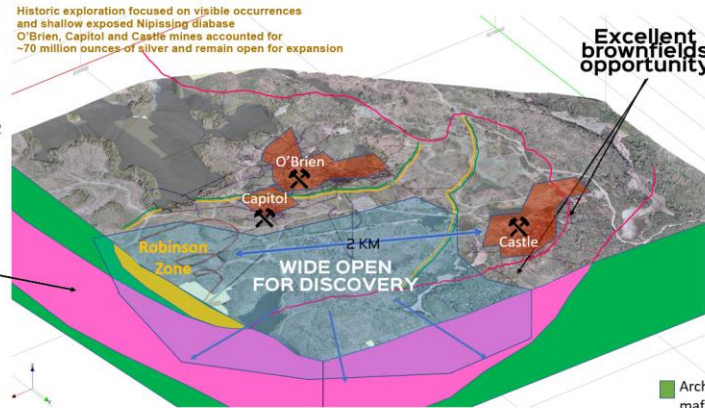 Historic exploration focused on visible occurrences
and shallow exposed Nipissing diabase
O'Brien, Capitol and Castle mines accounted for
~70 million ounces of silver and remain open for expansion
Excellent
brownfields
opportunity
O'Brien
Capitol
Castle
Robinson
Zone
2 KM
WIDE OPEN
FOR DISCOVERY